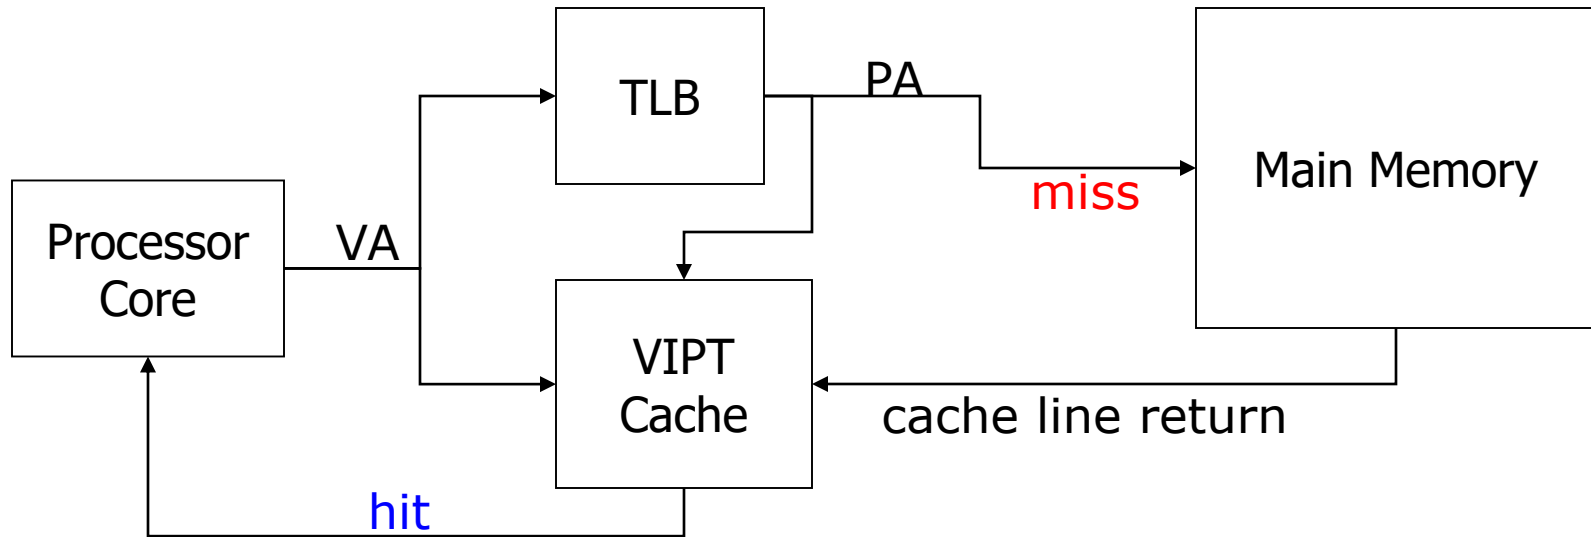 TLB
PA
Main Memory
miss
Processor
Core
VA
VIPT
Cache
cache line return
hit